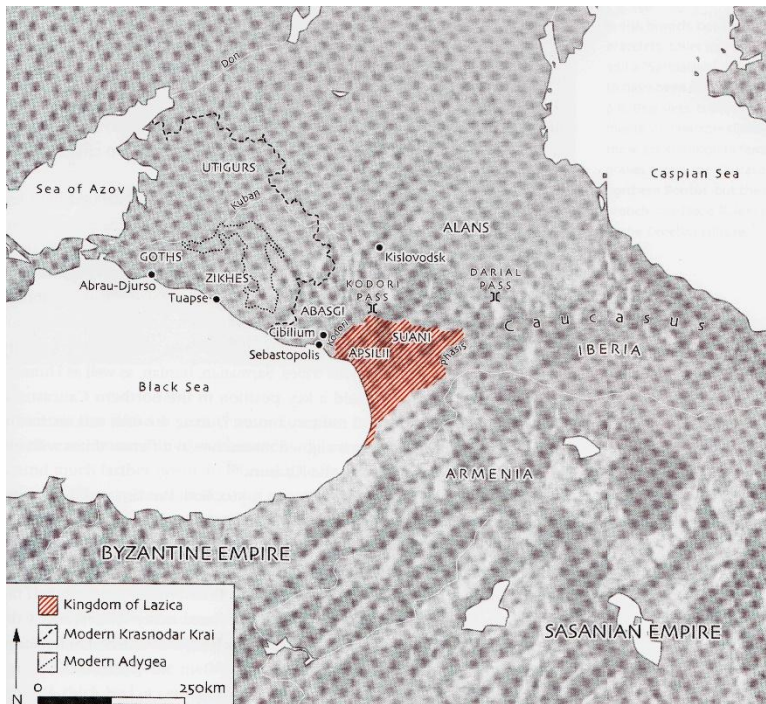 Don
UTIGURS
Caspian Sea
Sea of Azov
Kuban
ALANS
Kislovodsk
GOTHS
DARIAL
PASS
ZIKHES
Abrau-Djurso
KODORI
PASS
Tuapse
ABASGI
Caucasus
Cibilium
Kodori
SUANI
Sebastopolis
APSILII
Phasis
IBERIA
Black Sea
ARMENIA
BYZANTINE EMPIRE
Kingdom of Lazica
Modern Krasnodar Krai
SASANIAN EMPIRE
Modern Adygea
0
250km
N